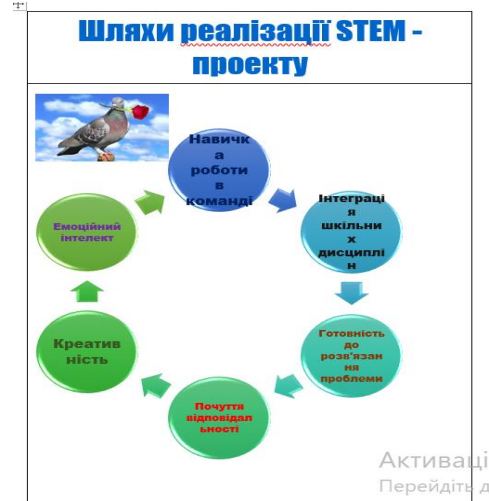 Шляхи реалізації STEM -
проекту
Навичк
а
роботи
в
команді
Інтеграці
я
шкільни
х
дисциплі
н
Готовність
до
розв'язан
ня
проблеми
Почуття
відповідал
ьності
Креатив
ність
Емоційний
інтелект
Активаці
Перейдіть д